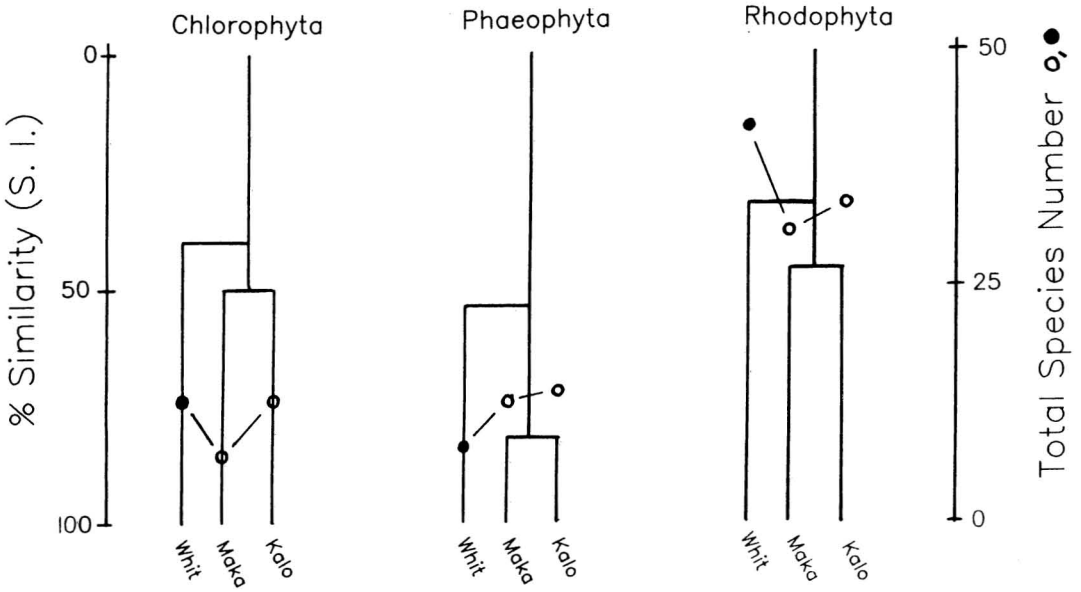 Chlorophyta
Phaeophyta
Rhodophyta
% Similarity (S. I.)
0
50
100
Whit
Maka
Kalo
Whit
Maka
Kalo
Whit
Maka
Kalo
50
25
0
Total Species Number